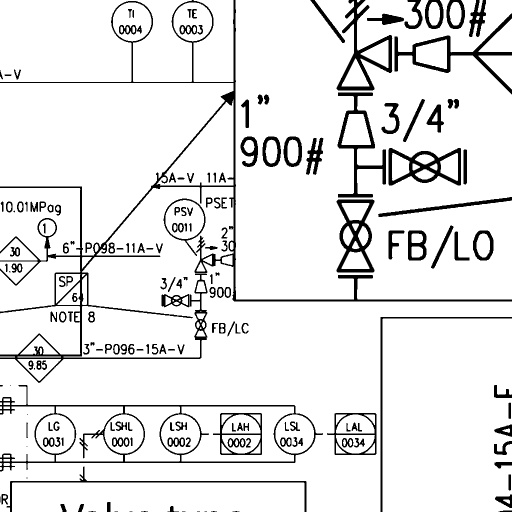 TI
0004
TE
0003
300#
A-V
1"
900#
3/4"
15A-V
11A-
10.01MPag
PSV
0011
PSET
1
2"
30
30
1.90
6"-P098-11A-V
FB/LO
SP
64
3/4"
1"
900
NOTE 8
FB/LC
3"-P096-15A-V
30
9.85
LG
0031
LSHL
0001
LSH
0002
LAH
0002
LSL
0034
LAL
0034
04-15A-F
OR
Valve type